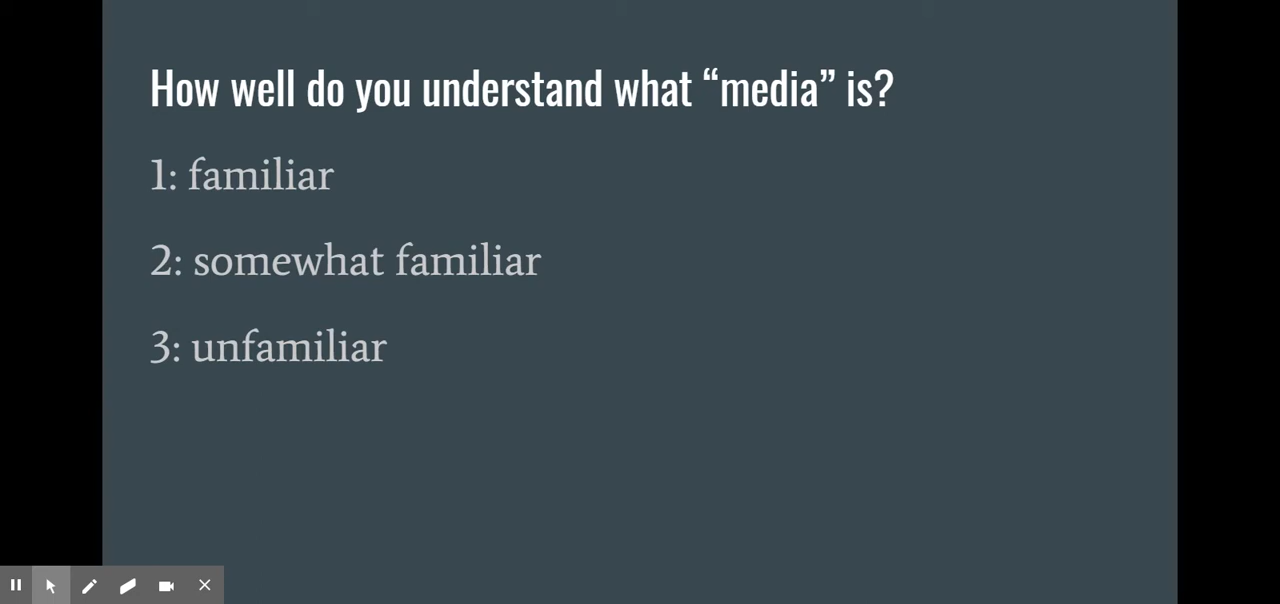 How well do you understand what “media” is?
1: familiar
2: somewhat familiar
3: unfamiliar